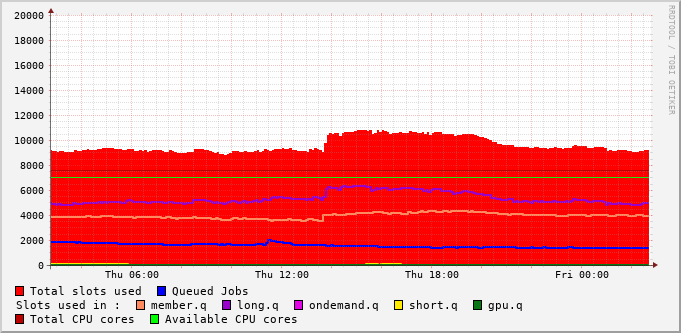 RRDTOOL / TOBI OETIKER
20000
18000
16000
14000
12000
10000
8000
6000
4000
2000
0
Thu 06:00 Thu 12:00 Thu 18:00 Fri 00:00
Total slots used Queued Jobs
Slots used in : member.q long.q ondemand.q short.q gpu.q
Total CPU cores Available CPU cores